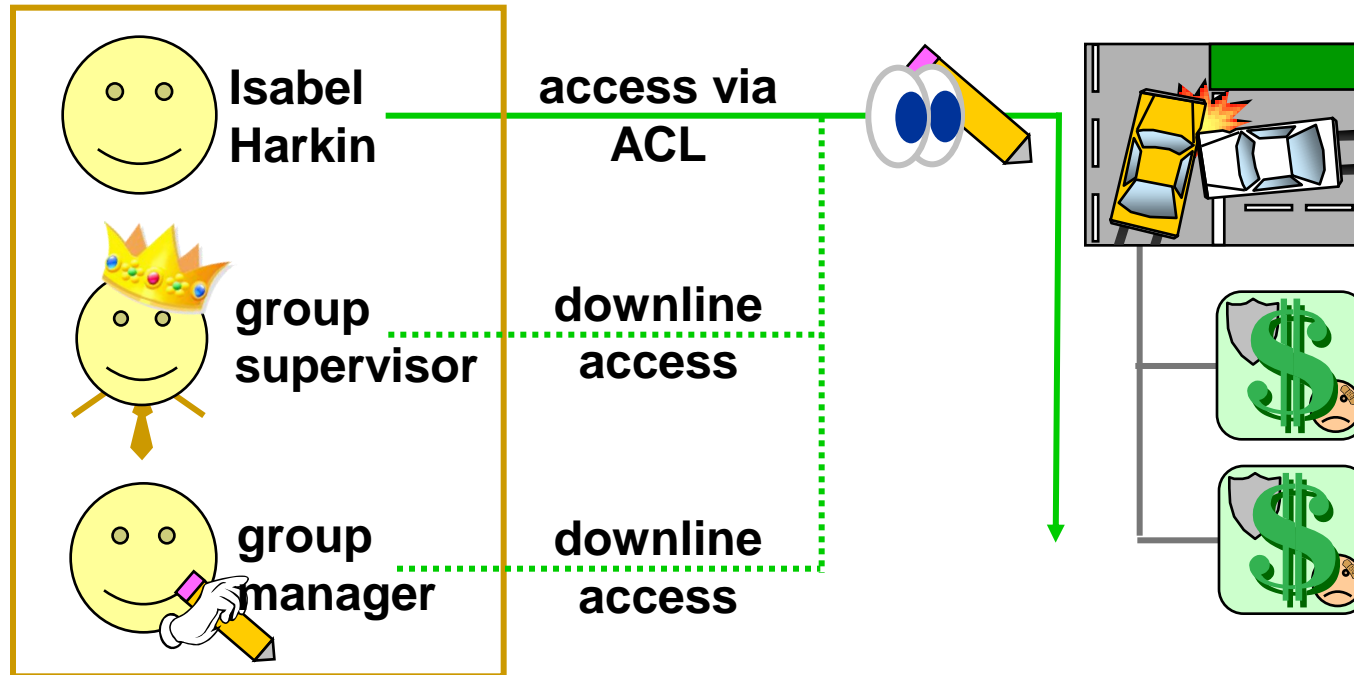 Isabel
Harkin
access via
ACL
group
supervisor
downline
access
group
manager
downline
access